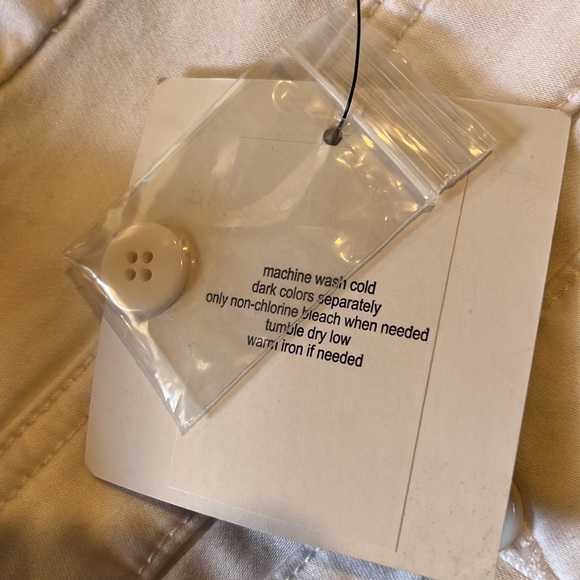 machine wash cold
dark colors separately
only non-chlorine bleach when needed
tumble dry low
warm iron if needed